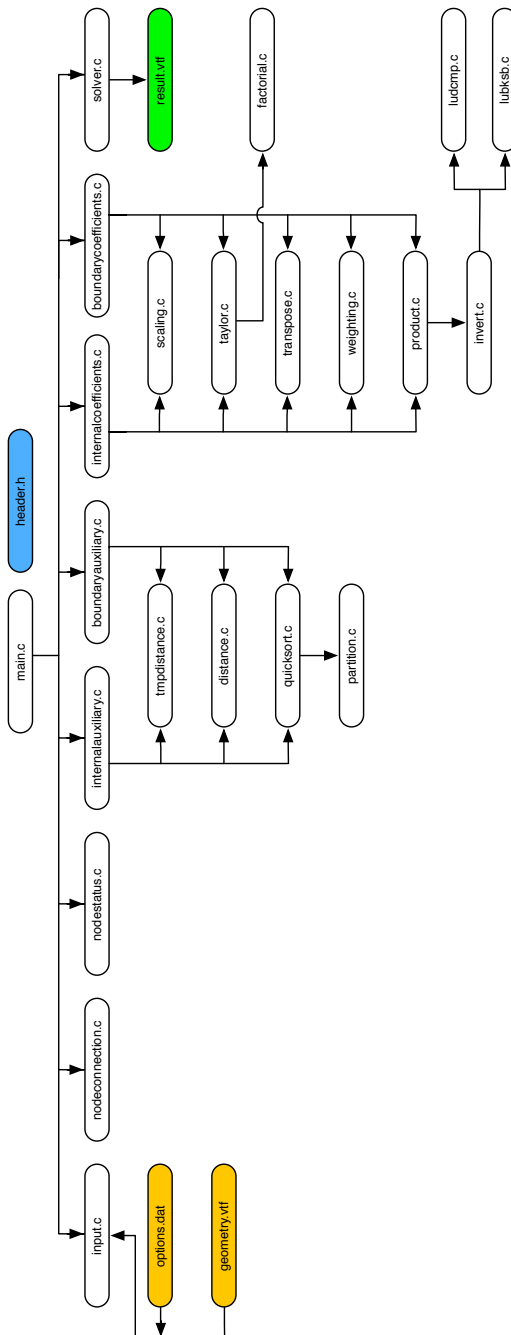 main.c
header.h
input.c
nodeconnection.c
nodestatus.c
internalauxiliary.c
boundaryauxiliary.c
internalcoefficients.c
boundarycoefficients.c
solver.c
options.dat
tmpdistance.c
scaling.c
result.vtf
geometry.vtf
distance.c
taylor.c
factorial.c
quicksort.c
transpose.c
partition.c
weighting.c
product.c
invert.c
ludcmp.c
lubksb.c